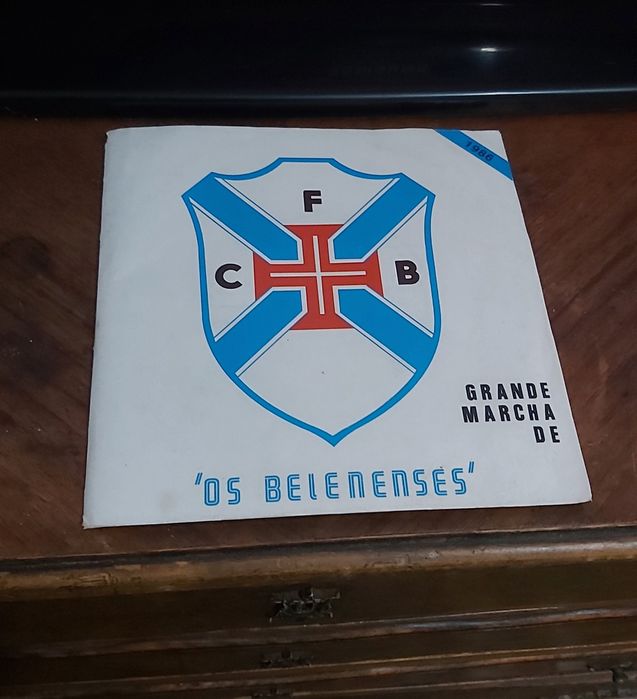 1986
F
C B
GRANDE
MARCHA
DE
"OS BELENENSES"